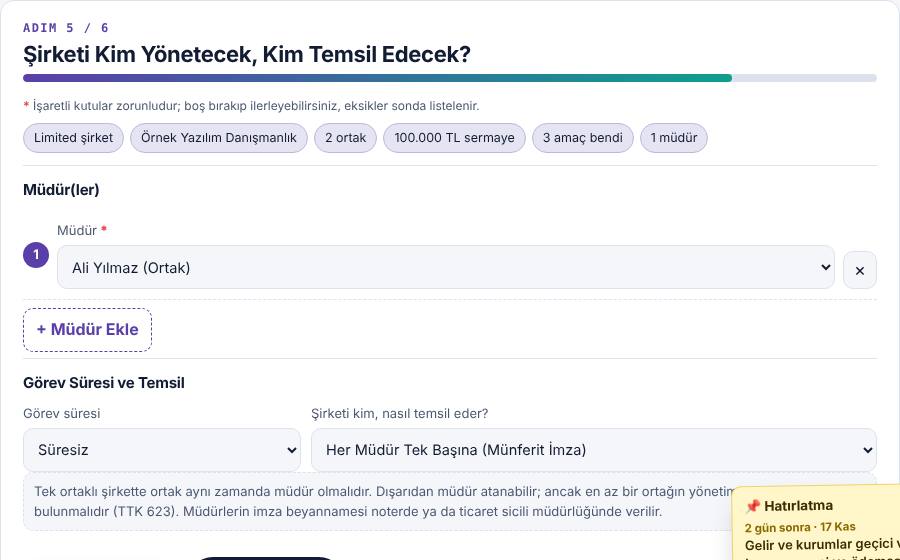 ADIM 5 / 6
Şirketi Kim Yönetecek, Kim Temsil Edecek?
* İşaretli kutular zorunludur; boş bırakıp ilerleyebilirsiniz, eksikler sonda listelenir.
Limited şirket Örnek Yazılım Danışmanlık 2 ortak 100.000 TL sermaye 3 amaç bendi 1 müdür
Müdür(ler)
Müdür *
1 Ali Yılmaz (Ortak) ×
+ Müdür Ekle
Görev Süresi ve Temsil
Görev süresi Şirketi kim, nasıl temsil eder?
Süresiz Her Müdür Tek Başına (Münferit İmza)
Tek ortaklı şirkette ortak aynı zamanda müdür olmalıdır. Dışarıdan müdür atanabilir; ancak en az bir ortağın
bulunmalıdır (TTK 623). Müdürlerin imza beyannamesi noterde ya da ticaret sicili müdürlüğünde verilir.
📌 Hatırlatma
2 gün sonra · 17 Kas
Gelir ve kurumlar geçici